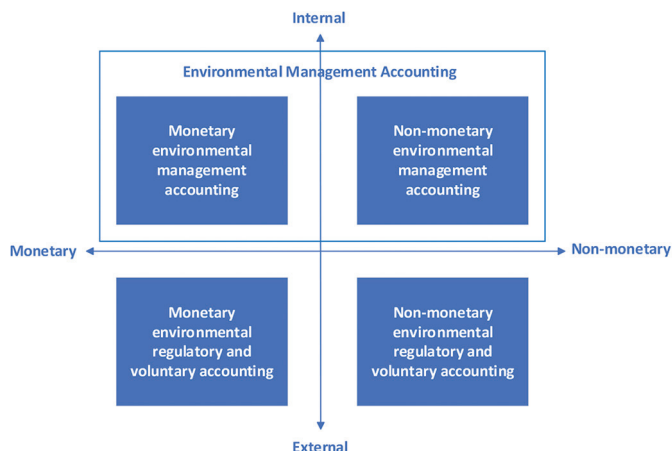 Internal
Environmental Management Accounting
Monetary
environmental
management
accounting
Non-monetary
environmental
management
accounting
Monetary
Non-monetary
Monetary
environmental
regulatory and
voluntary accounting
Non-monetary
environmental
regulatory and
voluntary accounting
External